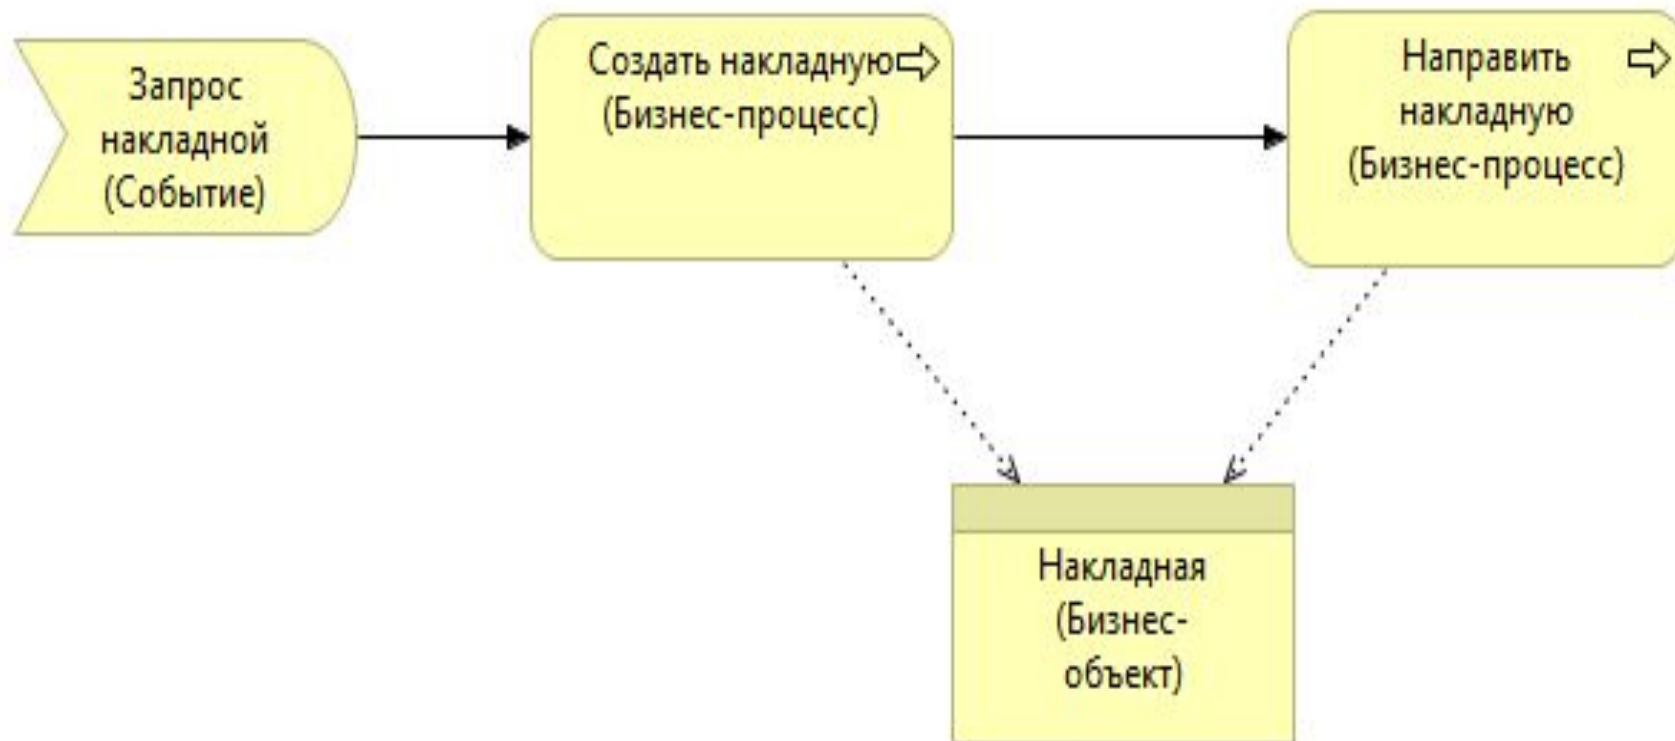 Запрос
накладной
(Событие)
Создать накладную
(Бизнес-процесс)
Направить
накладную
(Бизнес-процесс)
Накладная
(Бизнес-
объект)